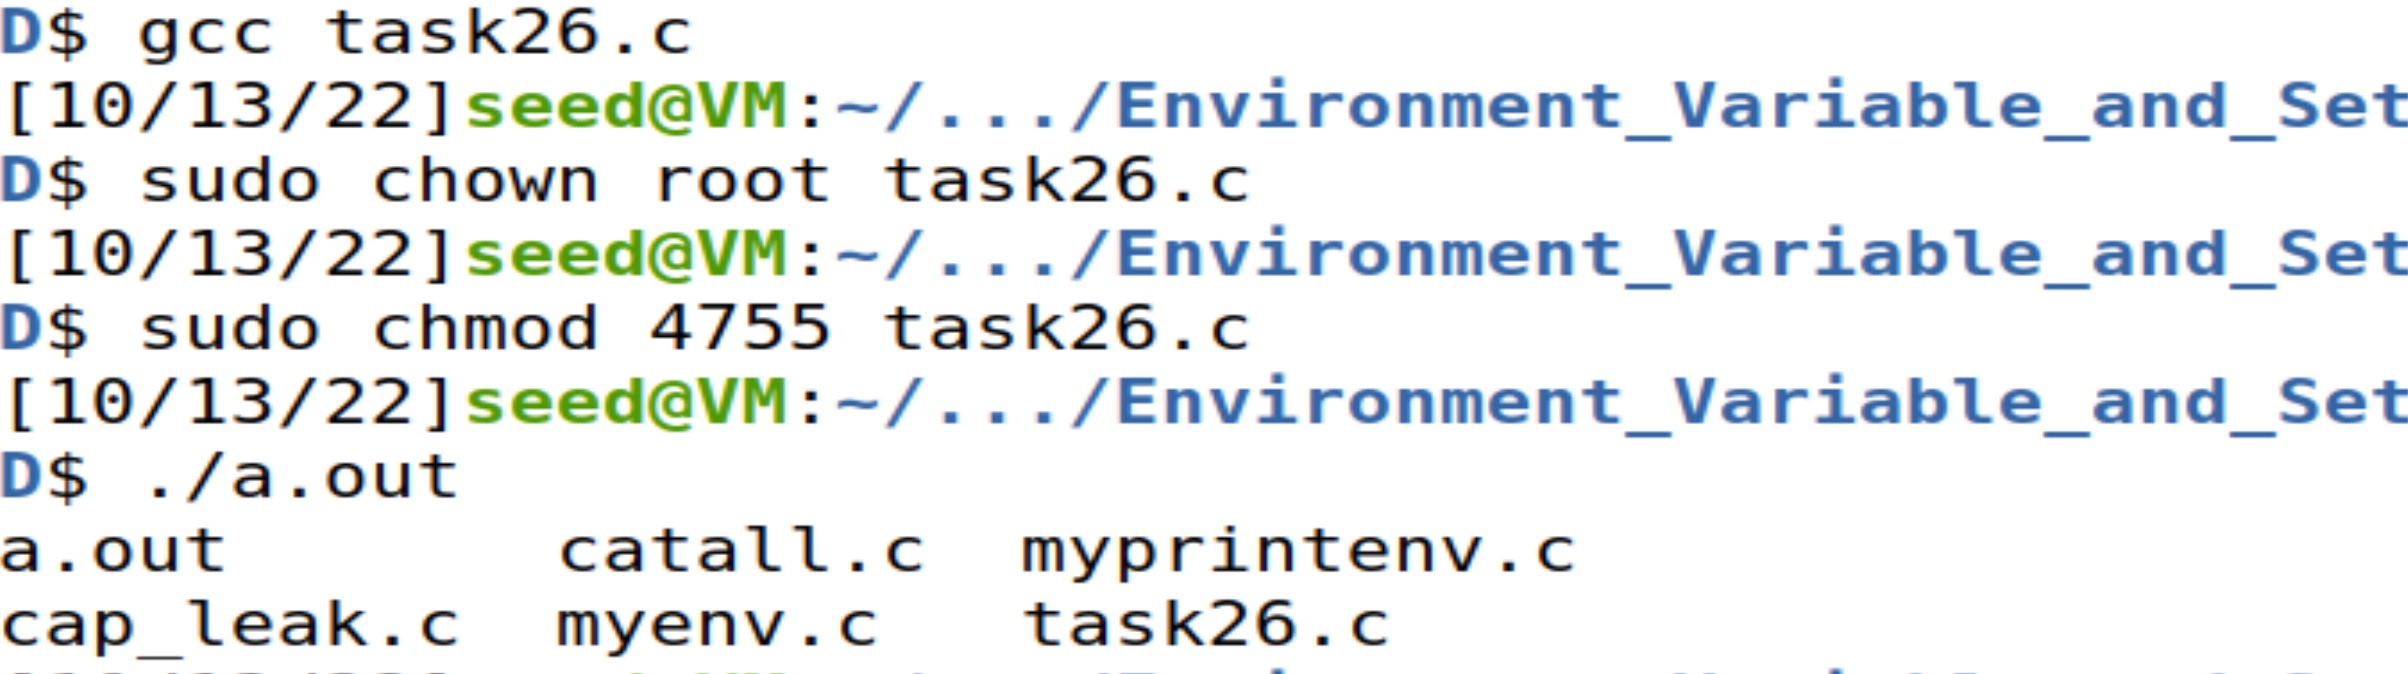 D$ gcc task26.c
[10/13/22]seed@VM:~/.../Environment_Variable_and_Set
D$ sudo chown root task26.c
[10/13/22]seed@VM:~/.../Environment_Variable_and_Set
D$ sudo chmod 4755 task26.c
[10/13/22]seed@VM:~/.../Environment_Variable_and_Set
D$ ./a.out
a.out catall.c myprintenv.c
cap_leak.c myenv.c task26.c